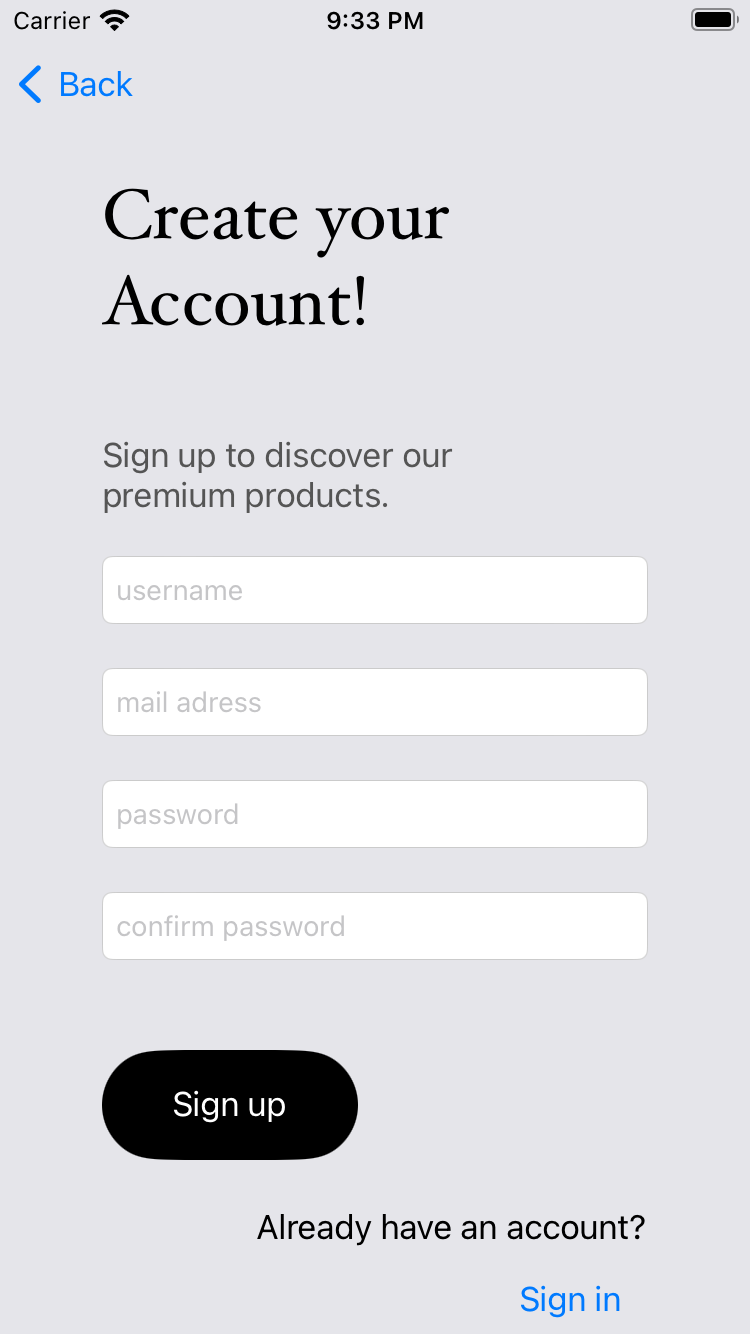 Carrier 9:33 PM
Back
Create your
Account!
Sign up to discover our
premium products.
username
mail adress
password
confirm password
Sign up
Already have an account?
Sign in